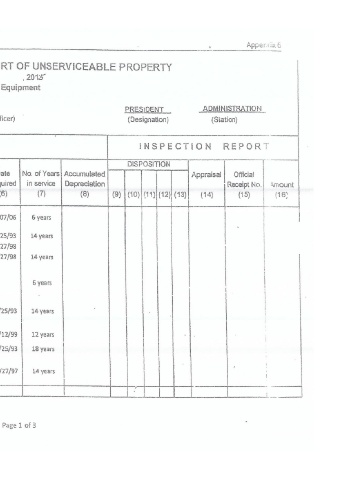 Appendix 6
RT OF UNSERVICEABLE PROPERTY
, 2013
Equipment
PRESIDENT ADMINISTRATION
ficer) (Designation) (Station)
INSPECTION REPORT
DISPOSITION
ate No. of Years Accumulated Appraisal Official
quired in service Depreciation Receipt No. Amount
(6) (7) (8) (9) (10) (11) (12) (13) (14) (15) (16)
07/06 6 years
25/93 14 years
27/98
27/98 14 years
6 years
/25/93 14 years
/12/99 12 years
/25/93 18 years
/27/97 14 years
Page 1 of 3